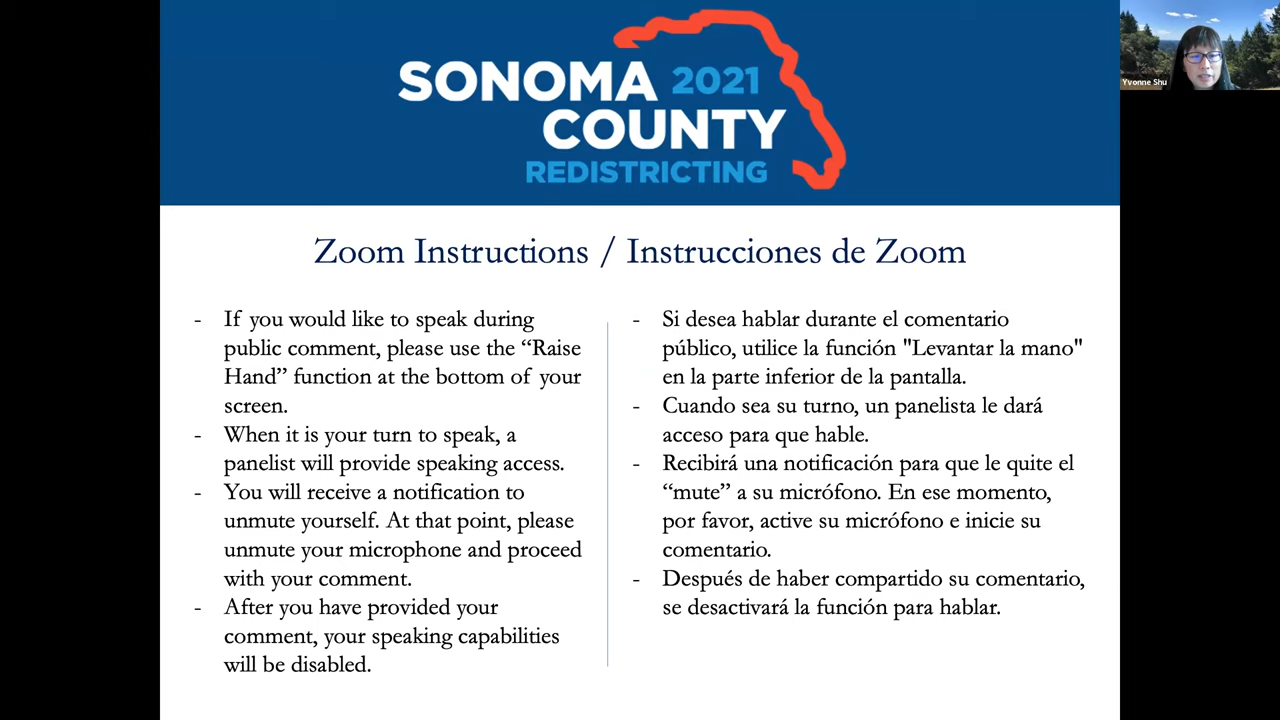 SONOMA 2021
COUNTY
REDISTRICTING
Yvonne Shu
Zoom Instructions / Instrucciones de Zoom
- If you would like to speak during
public comment, please use the “Raise
Hand” function at the bottom of your
screen.
- When it is your turn to speak, a
panelist will provide speaking access.
- You will receive a notification to
unmute yourself. At that point, please
unmute your microphone and proceed
with your comment.
- After you have provided your
comment, your speaking capabilities
will be disabled.
- Si desea hablar durante el comentario
público, utilice la función "Levantar la mano"
en la parte inferior de la pantalla.
- Cuando sea su turno, un panelista le dará
acceso para que hable.
- Recibirá una notificación para que le quite el
“mute” a su micrófono. En ese momento,
por favor, active su micrófono e inicie su
comentario.
- Después de haber compartido su comentario,
se desactivará la función para hablar.